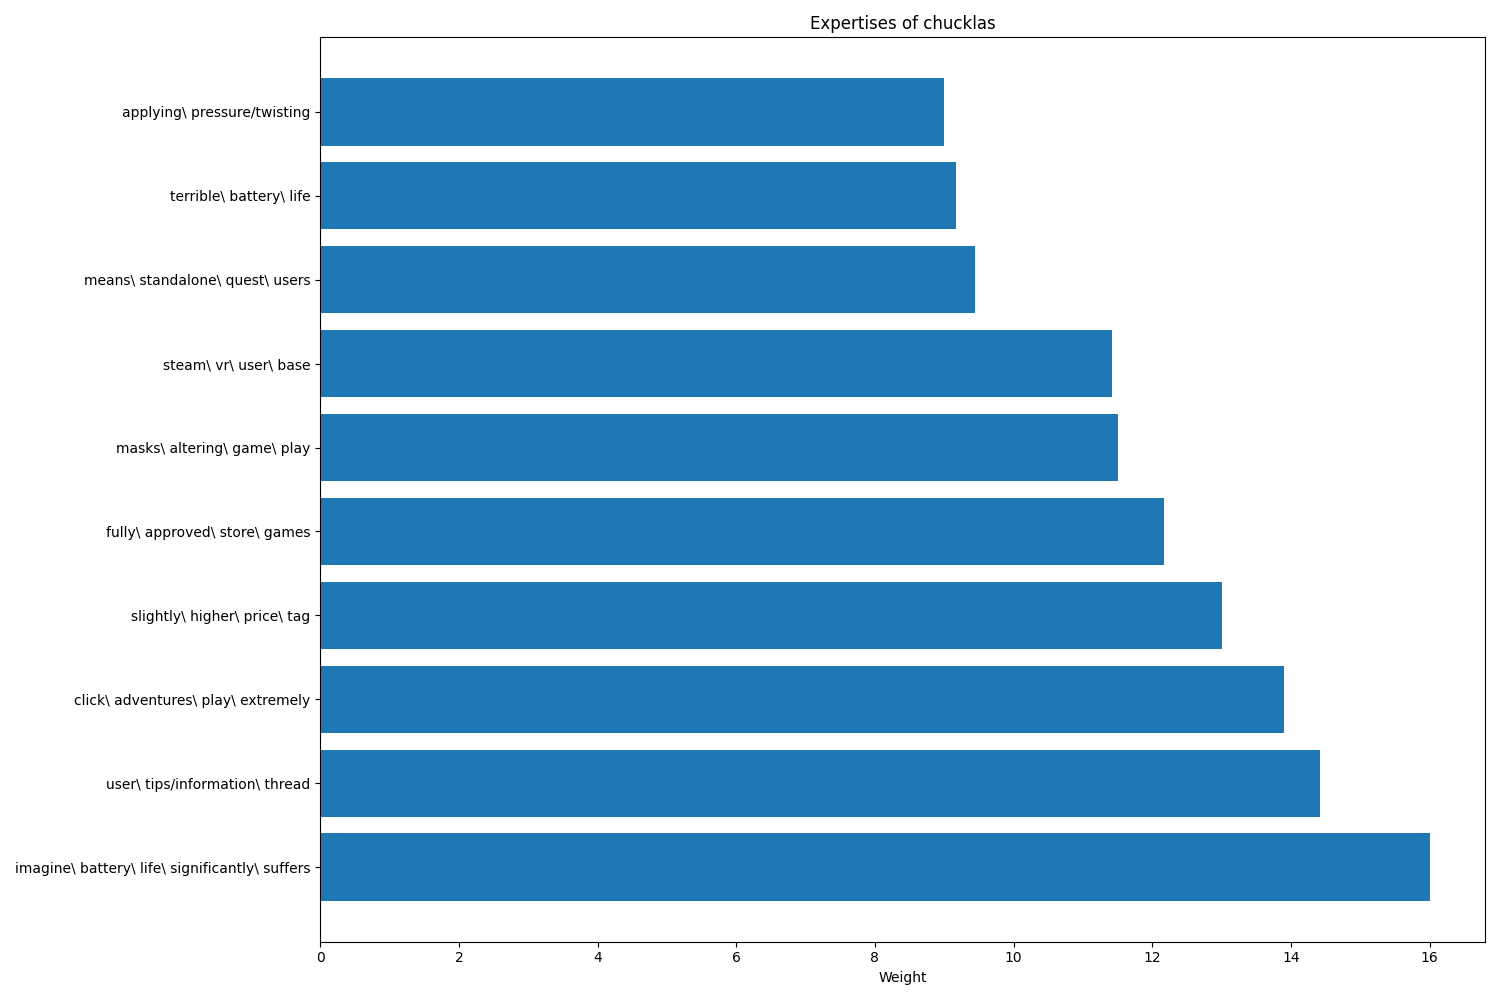 Expertises of chucklas
applying\ pressure/twisting
terrible\ battery\ life
means\ standalone\ quest\ users
steam\ vr\ user\ base
masks\ altering\ game\ play
fully\ approved\ store\ games
slightly\ higher\ price\ tag
click\ adventures\ play\ extremely
user\ tips/information\ thread
imagine\ battery\ life\ significantly\ suffers
0 2 4 6 8 10 12 14 16
Weight